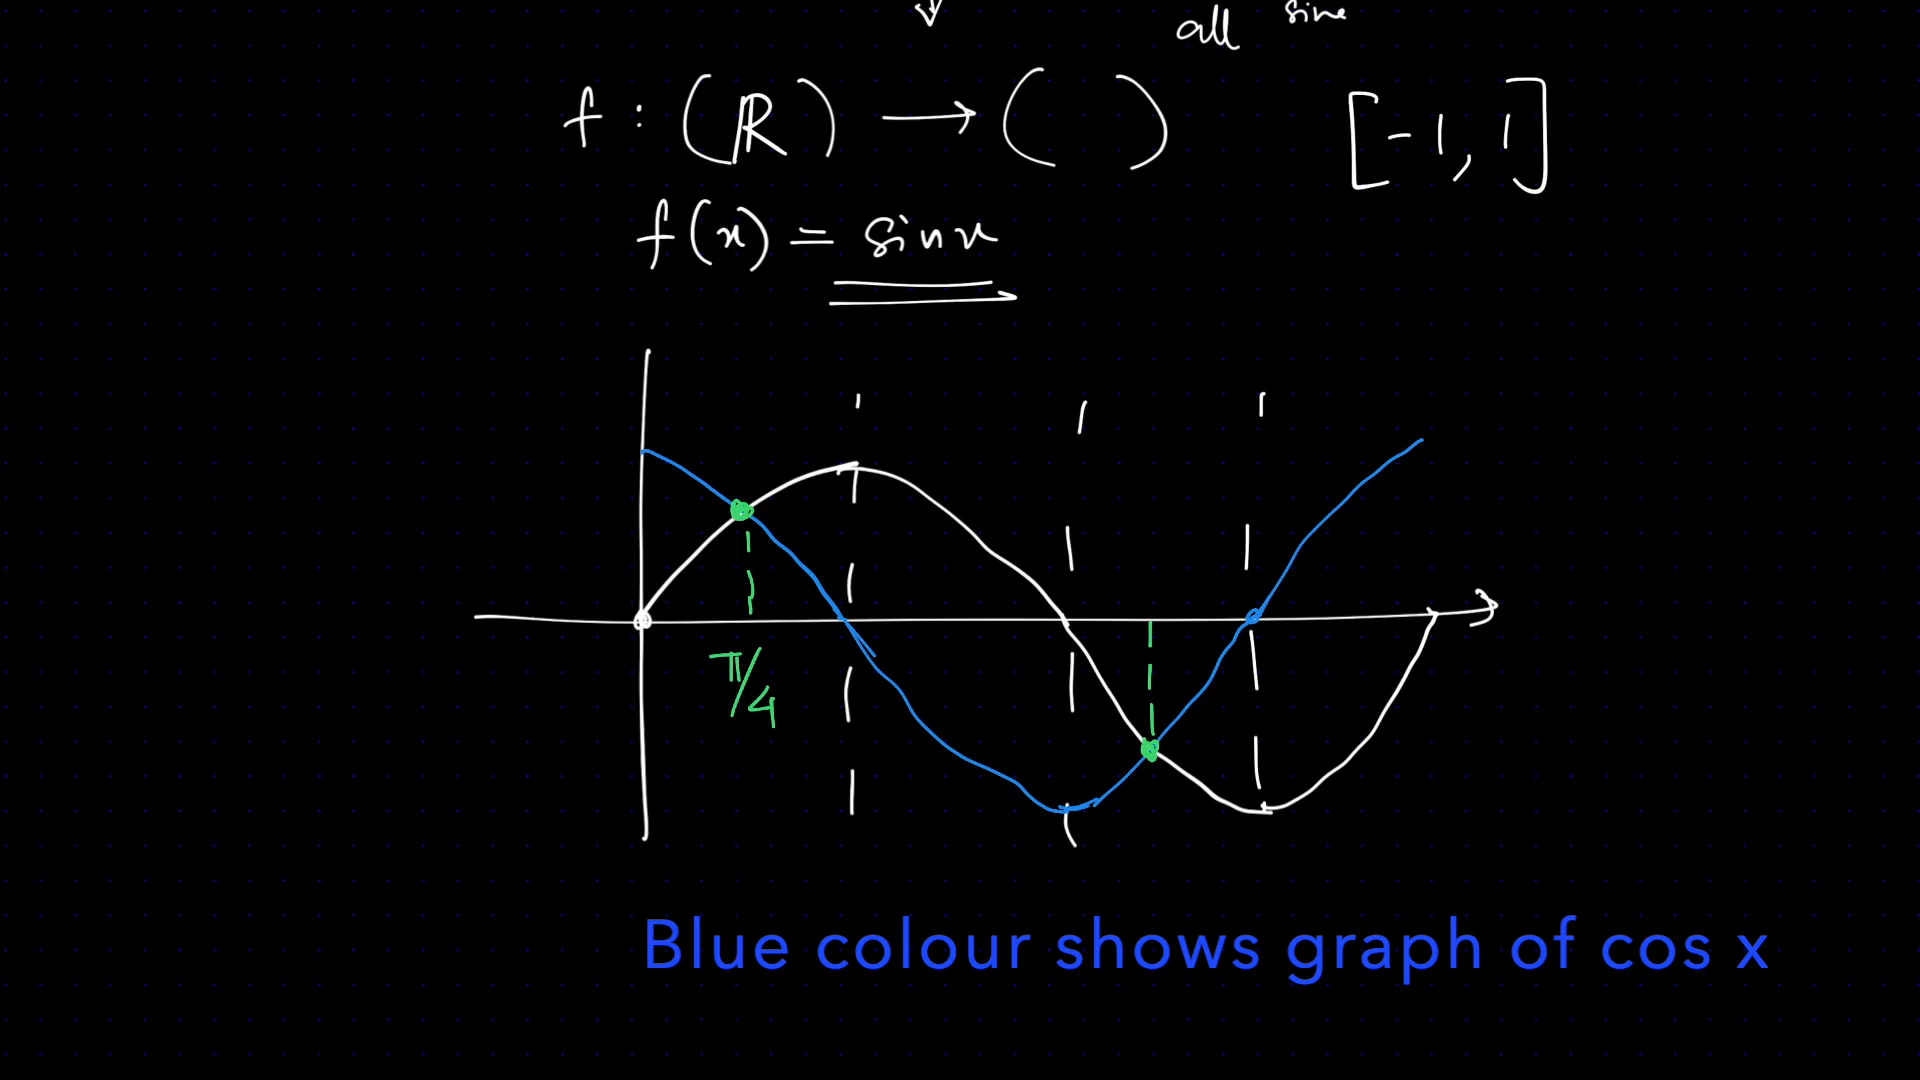 all sine
f : (ℝ) → ( ) [-1, 1]
f(x) = sinx
π/4
Blue colour shows graph of cos x